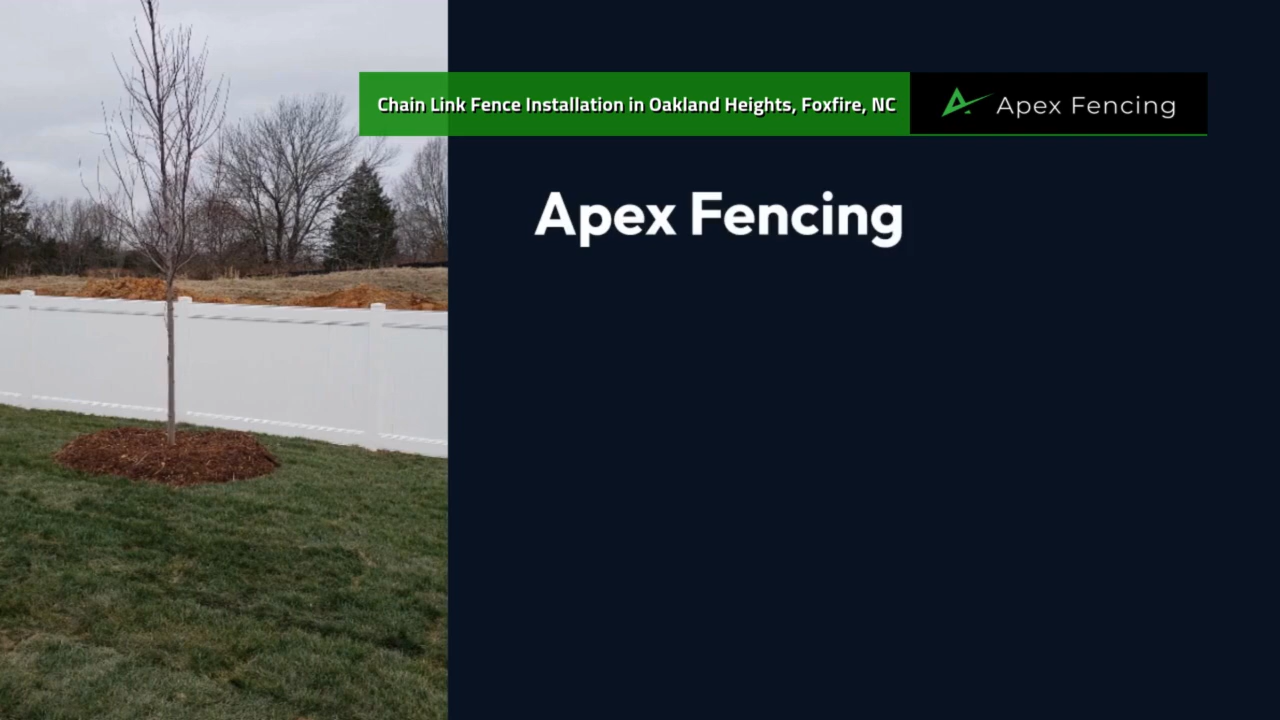 Chain Link Fence Installation in Oakland Heights, Foxfire, NC
Apex Fencing
Apex Fencing